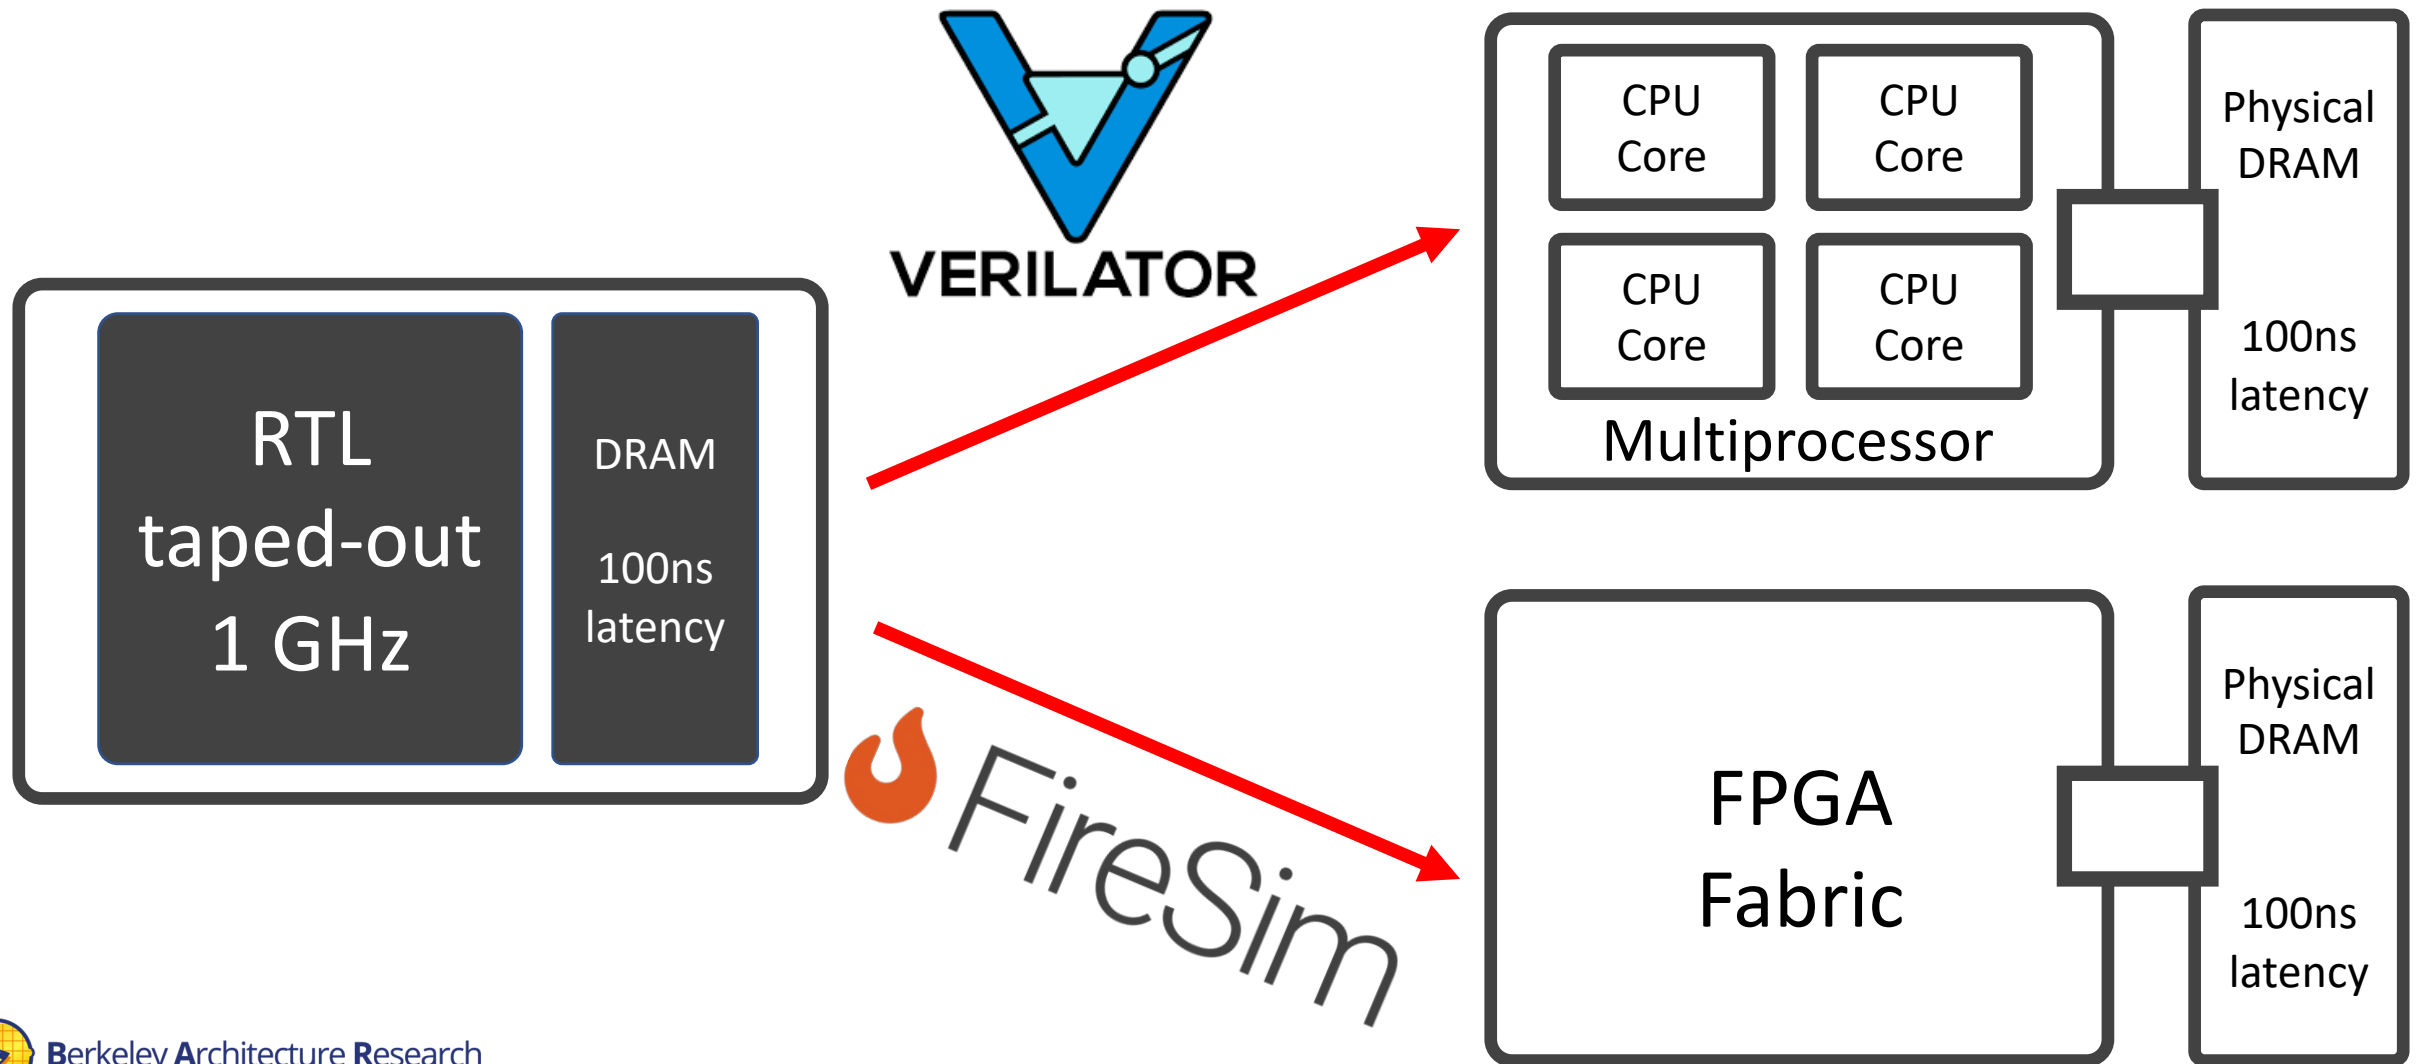 RTL
taped-out
1 GHz
DRAM
100ns
latency
VERILATOR
FireSim
CPU
Core
CPU
Core
CPU
Core
CPU
Core
Multiprocessor
Physical
DRAM
100ns
latency
FPGA
Fabric
Physical
DRAM
100ns
latency
Berkeley Architecture Research